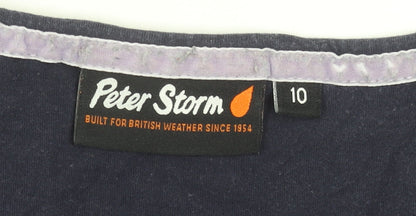 Peter Storm
10
BUILT FOR BRITISH WEATHER SINCE 1954